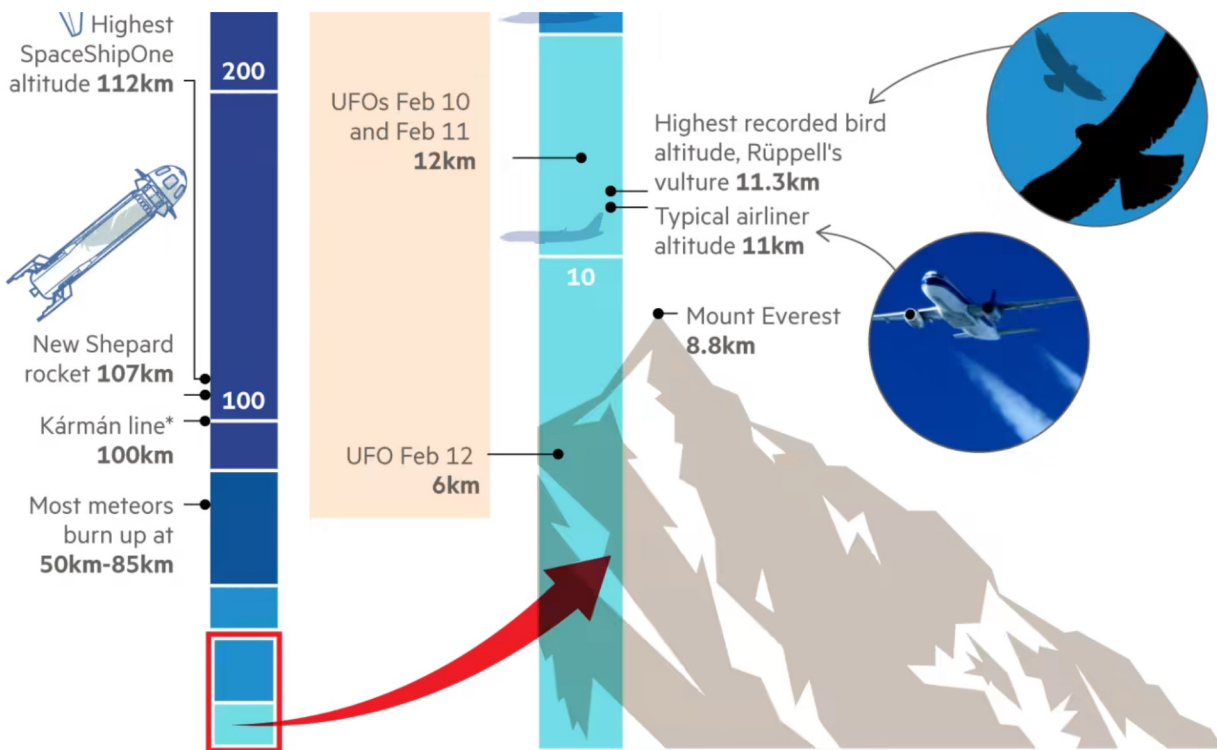 Highest
SpaceShipOne
altitude 112km
200
New Shepard
rocket 107km
100
Kármán line*
100km
Most meteors
burn up at
50km-85km
UFOs Feb 10
and Feb 11
12km
UFO Feb 12
6km
Highest recorded bird
altitude, Rüppell's
vulture 11.3km
Typical airliner
altitude 11km
10
Mount Everest
8.8km